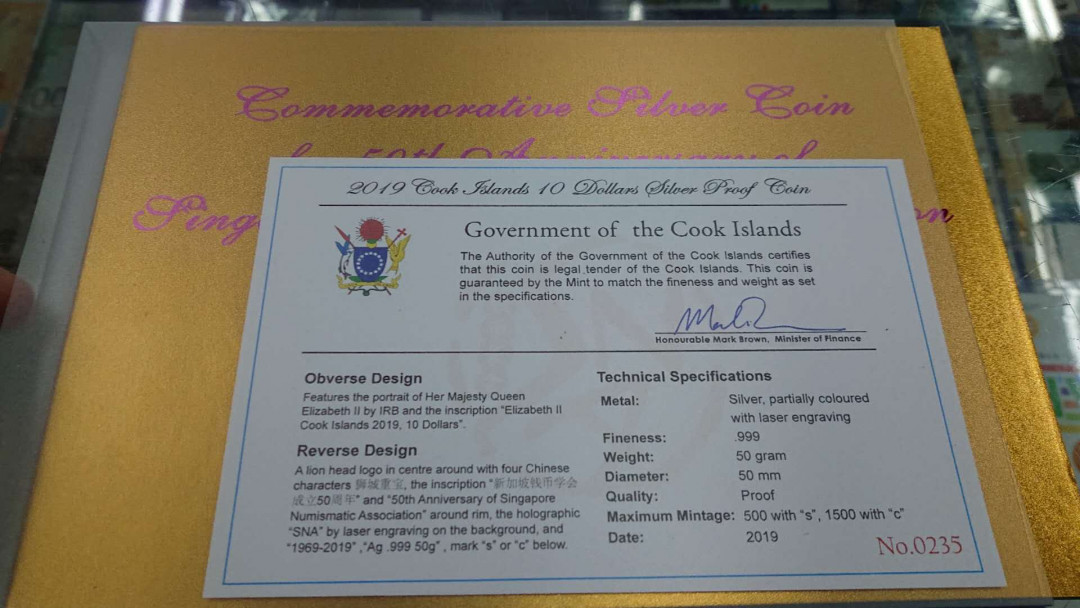 Commemorative Silver Coin
50th Anniversary of
Sing
on
2019 Cook Islands 10 Dollars Silver Proof Coin
Government of the Cook Islands
The Authority of the Government of the Cook Islands certifies
that this coin is legal tender of the Cook Islands. This coin is
guaranteed by the Mint to match the fineness and weight as set
in the specifications.
Honourable Mark Brown, Minister of Finance
Obverse Design
Features the portrait of Her Majesty Queen
Elizabeth II by IRB and the inscription "Elizabeth II
Cook Islands 2019, 10 Dollars".
Reverse Design
A lion head logo in centre around with four Chinese
characters 狮城重宝, the inscription "新加坡钱币学会
成立50周年" and "50th Anniversary of Singapore
Numismatic Association" around rim, the holographic
"SNA" by laser engraving on the background, and
"1969-2019" ,"Ag .999 50g" , mark "s" or "c" below.
Technical Specifications
Metal: Silver, partially coloured
with laser engraving
Fineness: .999
Weight: 50 gram
Diameter: 50 mm
Quality: Proof
Maximum Mintage: 500 with "s", 1500 with "c"
Date: 2019
No.0235